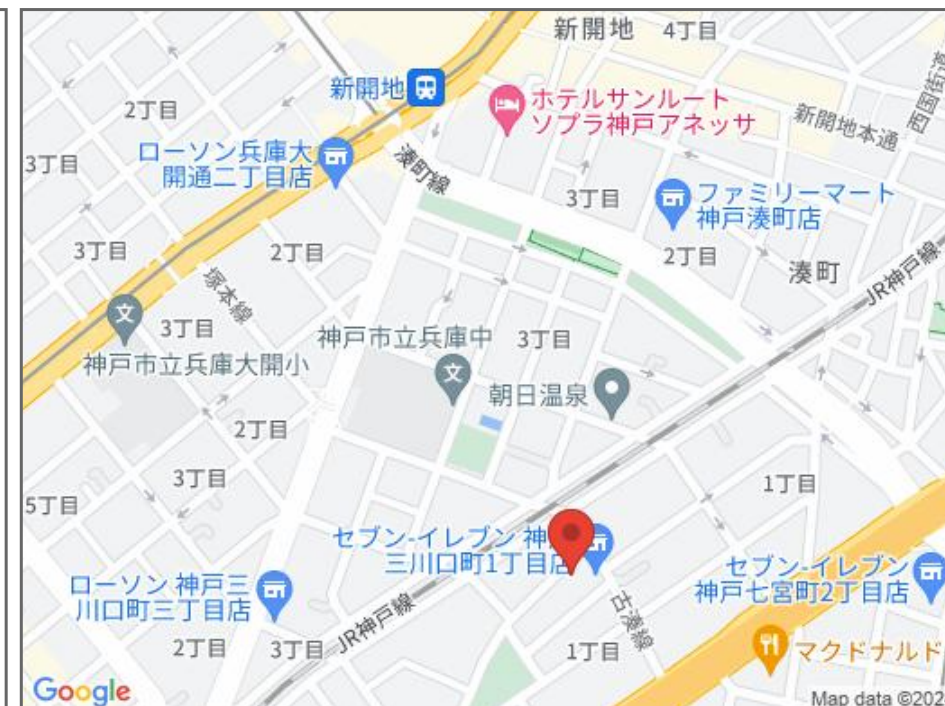 新開地 4丁目
新開地
2丁目
ホテルサンルート
ソプラ神戸アネッサ
西国街道
新開地本通
ローソン兵庫大
開通二丁目店
湊町線
3丁目
3丁目
ファミリーマート
神戸湊町店
3丁目
2丁目
2丁目
湊町
JR神戸線
塚本線
3丁目
神戸市立兵庫中
3丁目
神戸市立兵庫大開小
朝日温泉
2丁目
3丁目
1丁目
5丁目
セブン-イレブン 神
三川口町1丁目店
セブン-イレブン
神戸七宮町2丁目店
ローソン 神戸三
川口町三丁目店
JR神戸線
古湊線
2丁目
3丁目
1丁目
マクドナルド
Google
Map data ©202